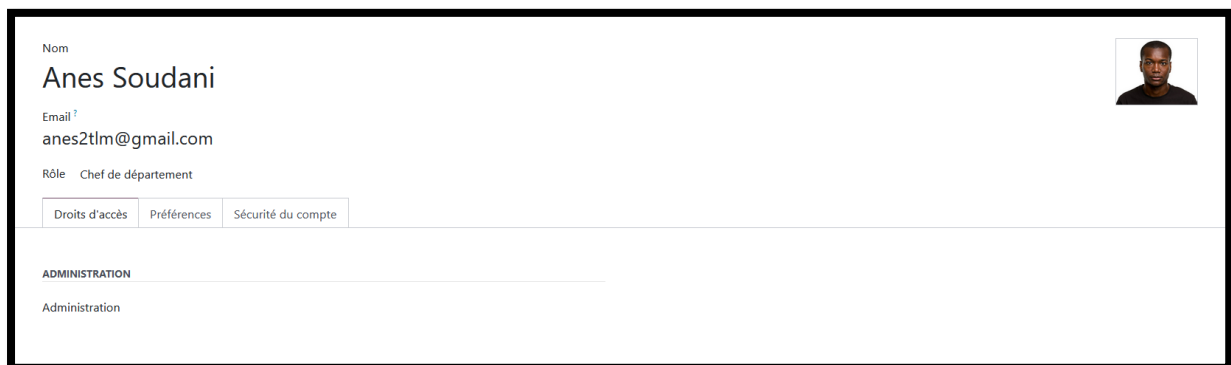 Nom
Anes Soudani
Email ?
anes2tlm@gmail.com
Rôle Chef de département
Droits d'accès Préférences Sécurité du compte
ADMINISTRATION
Administration